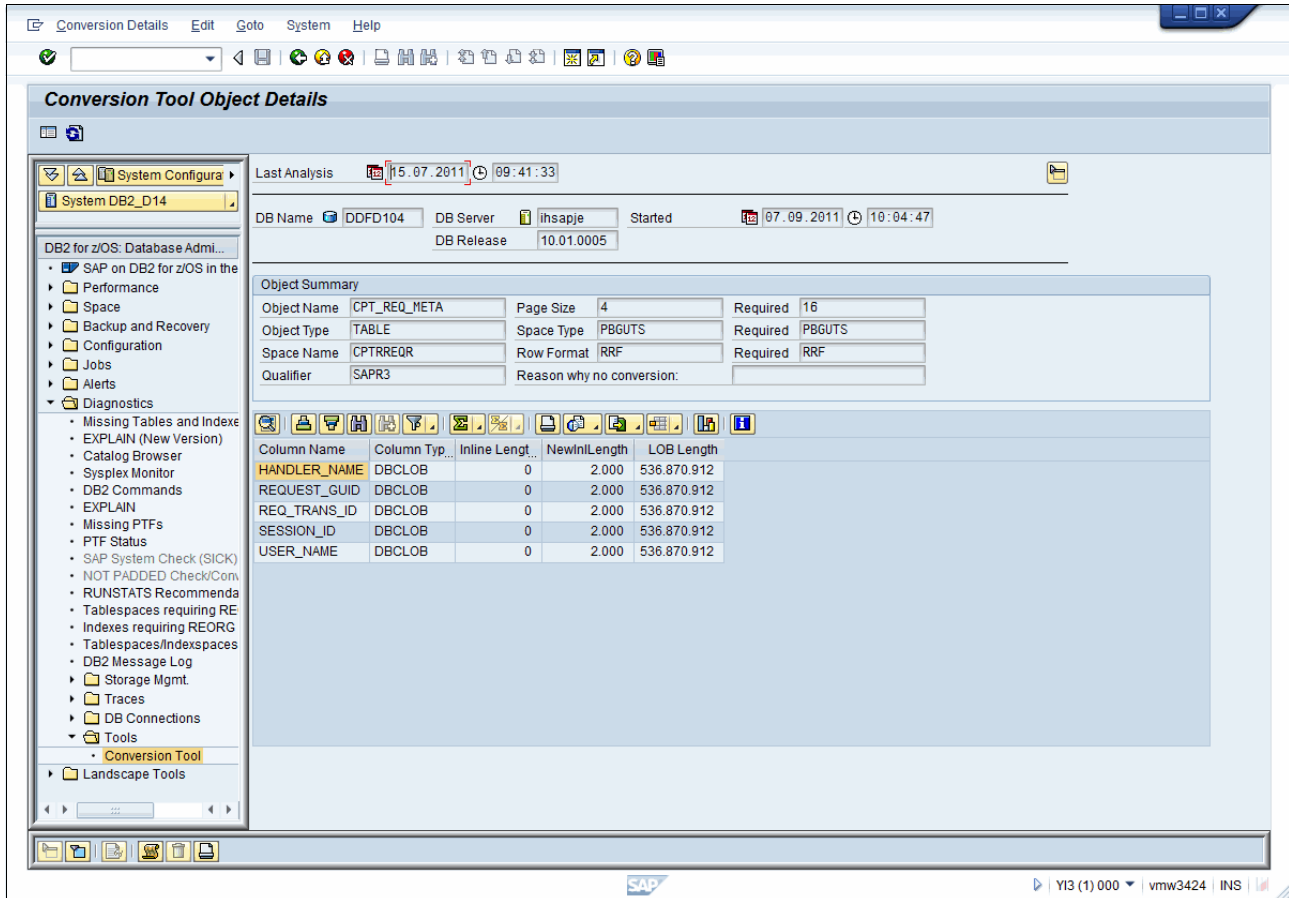 Conversion Details Edit Goto System Help
Conversion Tool Object Details
System Configurat
System DB2_D14
DB2 for z/OS: Database Admi...
SAP on DB2 for z/OS in the
Performance
Space
Backup and Recovery
Configuration
Jobs
Alerts
Diagnostics
Missing Tables and Indexe
EXPLAIN (New Version)
Catalog Browser
Sysplex Monitor
DB2 Commands
EXPLAIN
Missing PTFs
PTF Status
SAP System Check (SICK)
NOT PADDED Check/Conv
RUNSTATS Recommenda
Tablespaces requiring RE
Indexes requiring REORG
Tablespaces/Indexspaces
DB2 Message Log
Storage Mgmt.
Traces
DB Connections
Tools
Conversion Tool
Landscape Tools
Last Analysis 15.07.2011 09:41:33
DB Name DDFD104 DB Server ihsapje Started 07.09.2011 10:04:47
DB Release 10.01.0005
Object Summary
Object Name CPT_REQ_META Page Size 4 Required 16
Object Type TABLE Space Type PBGUTS Required PBGUTS
Space Name CPTRREQR Row Format RRF Required RRF
Qualifier SAPR3 Reason why no conversion:
Column Name Column Typ... Inline Lengt... NewInlLength LOB Length
HANDLER_NAME DBCLOB 0 2.000 536.870.912
REQUEST_GUID DBCLOB 0 2.000 536.870.912
REQ_TRANS_ID DBCLOB 0 2.000 536.870.912
SESSION_ID DBCLOB 0 2.000 536.870.912
USER_NAME DBCLOB 0 2.000 536.870.912
SAP
YI3 (1) 000 vmw3424 INS